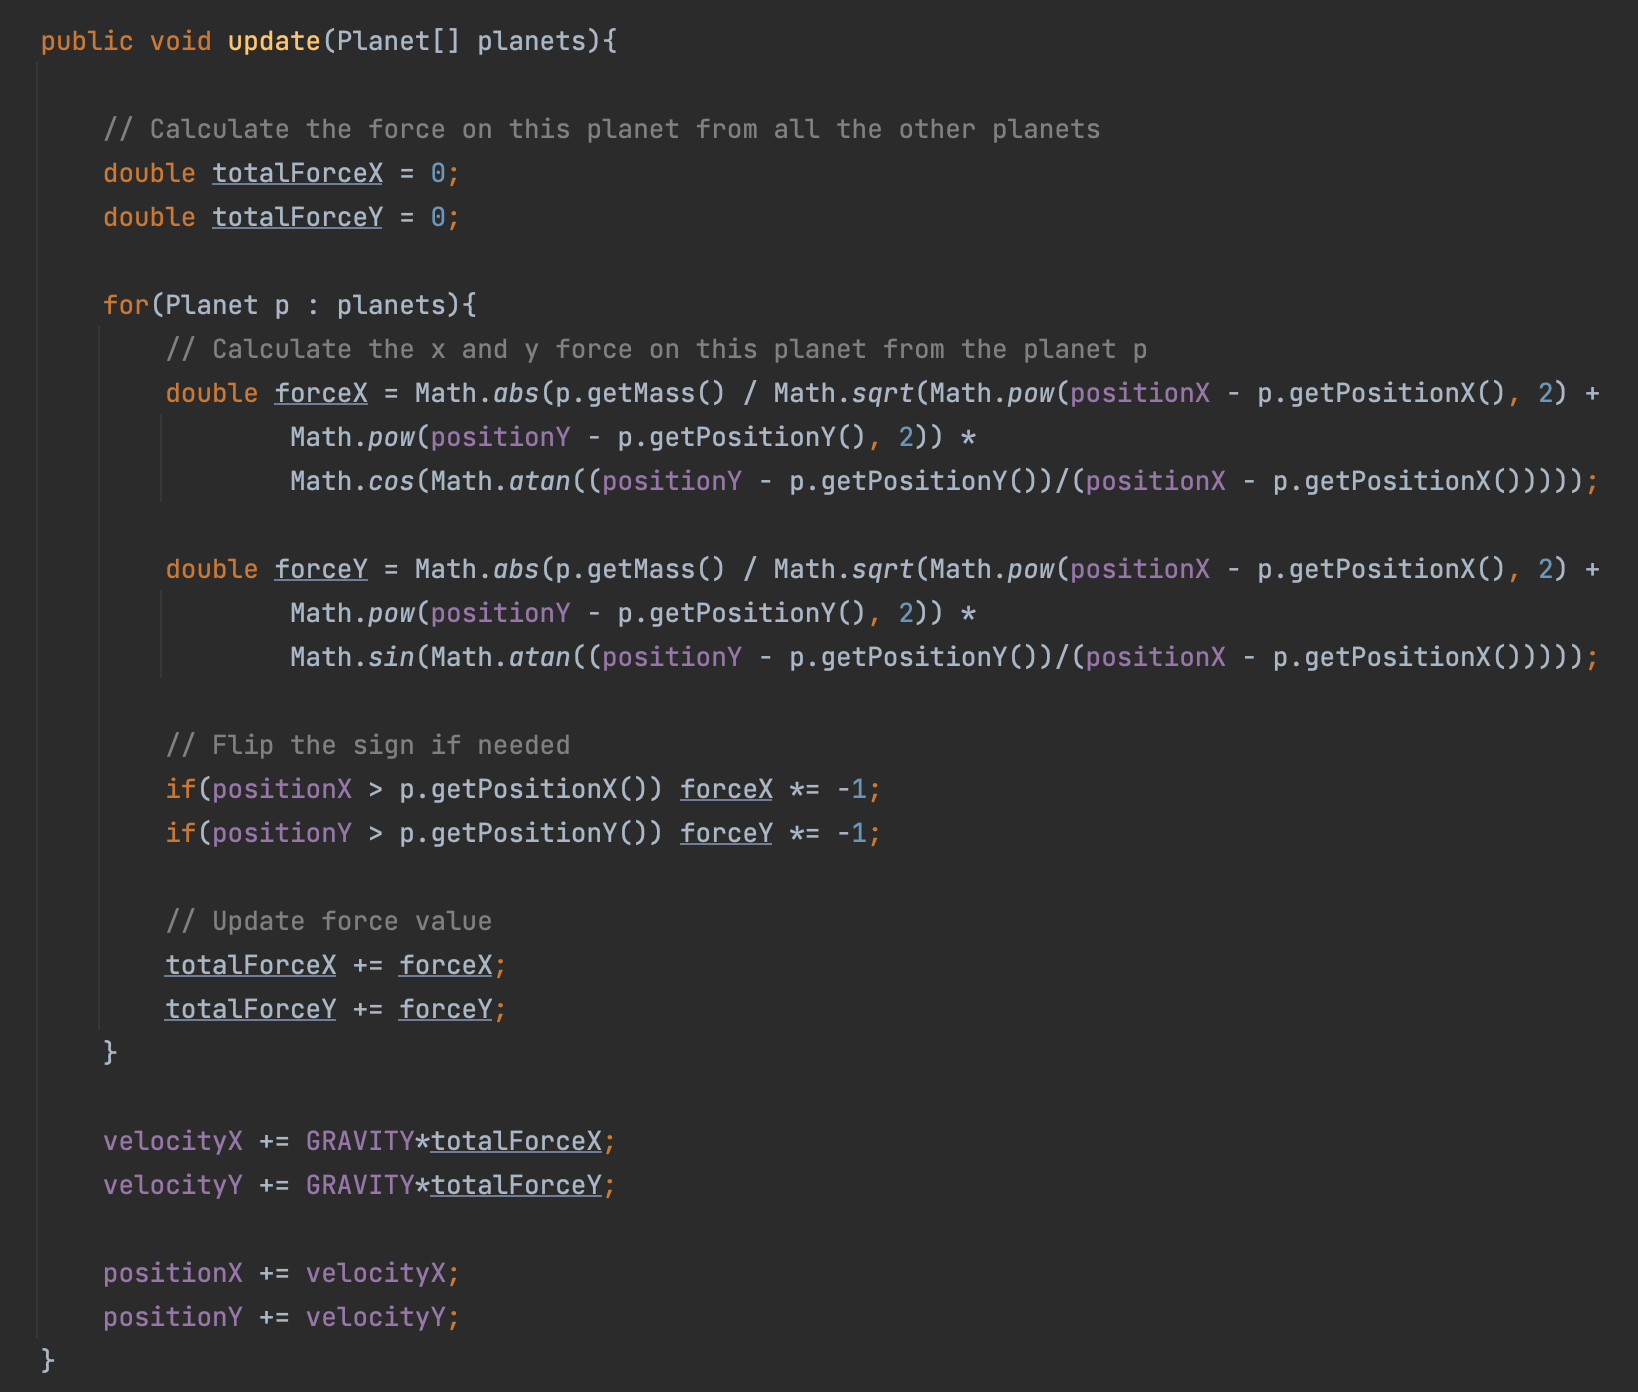 public void update(Planet[] planets){
// Calculate the force on this planet from all the other planets
double totalForceX = 0;
double totalForceY = 0;
for(Planet p : planets){
// Calculate the x and y force on this planet from the planet p
double forceX = Math.abs(p.getMass() / Math.sqrt(Math.pow(positionX - p.getPositionX(), 2) +
Math.pow(positionY - p.getPositionY(), 2)) *
Math.cos(Math.atan((positionY - p.getPositionY())/(positionX - p.getPositionX()))));
double forceY = Math.abs(p.getMass() / Math.sqrt(Math.pow(positionX - p.getPositionX(), 2) +
Math.pow(positionY - p.getPositionY(), 2)) *
Math.sin(Math.atan((positionY - p.getPositionY())/(positionX - p.getPositionX()))));
// Flip the sign if needed
if(positionX > p.getPositionX()) forceX *= -1;
if(positionY > p.getPositionY()) forceY *= -1;
// Update force value
totalForceX += forceX;
totalForceY += forceY;
}
velocityX += GRAVITY*totalForceX;
velocityY += GRAVITY*totalForceY;
positionX += velocityX;
positionY += velocityY;
}